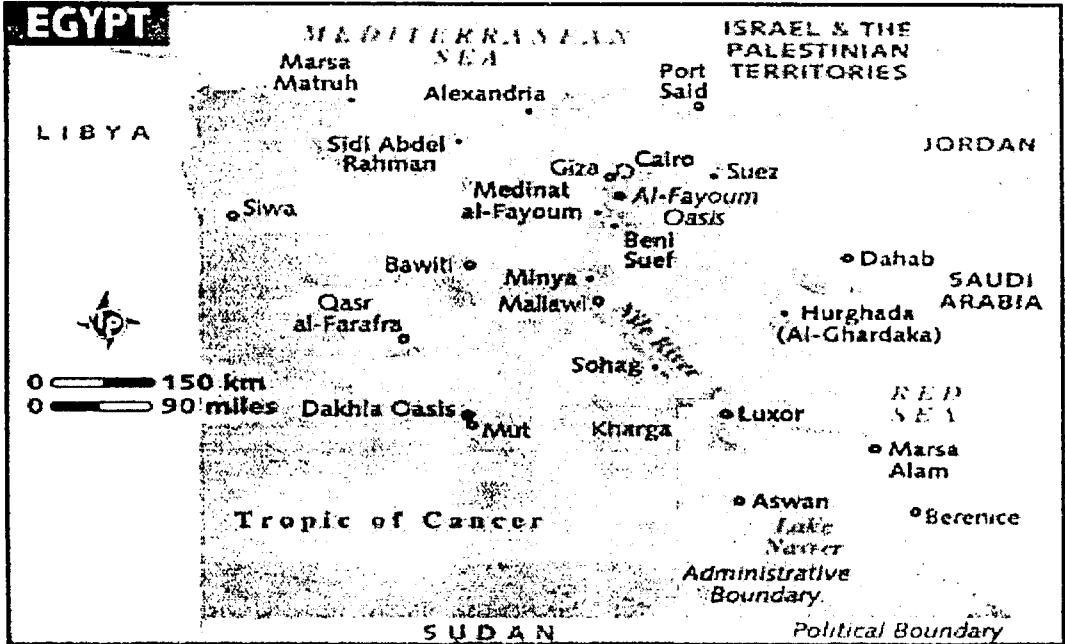 EGYPT
MEDITERRANEAN
SEA
ISRAEL & THE
PALESTINIAN
TERRITORIES
Marsa
Matruh
Alexandria
Port
Said
LIBYA
JORDAN
Sidi Abdel
Rahman
Giza
Cairo
Suez
Medinat
al-Fayoum
Al-Fayoum
Oasis
Siwa
Beni
Suef
Bawiti
Dahab
Minya
Mallawi
SAUDI
ARABIA
Qasr
al-Farafra
Nile River
Hurghada
(Al-Ghardaka)
Sohag
0 150 km
0 90 miles
RED
SEA
Dakhla Oasis
Mut
Kharga
Luxor
Marsa
Alam
Aswan
Berenice
Tropic of Cancer
Lake
Nasser
Administrative
Boundary
SUDAN
Political Boundary